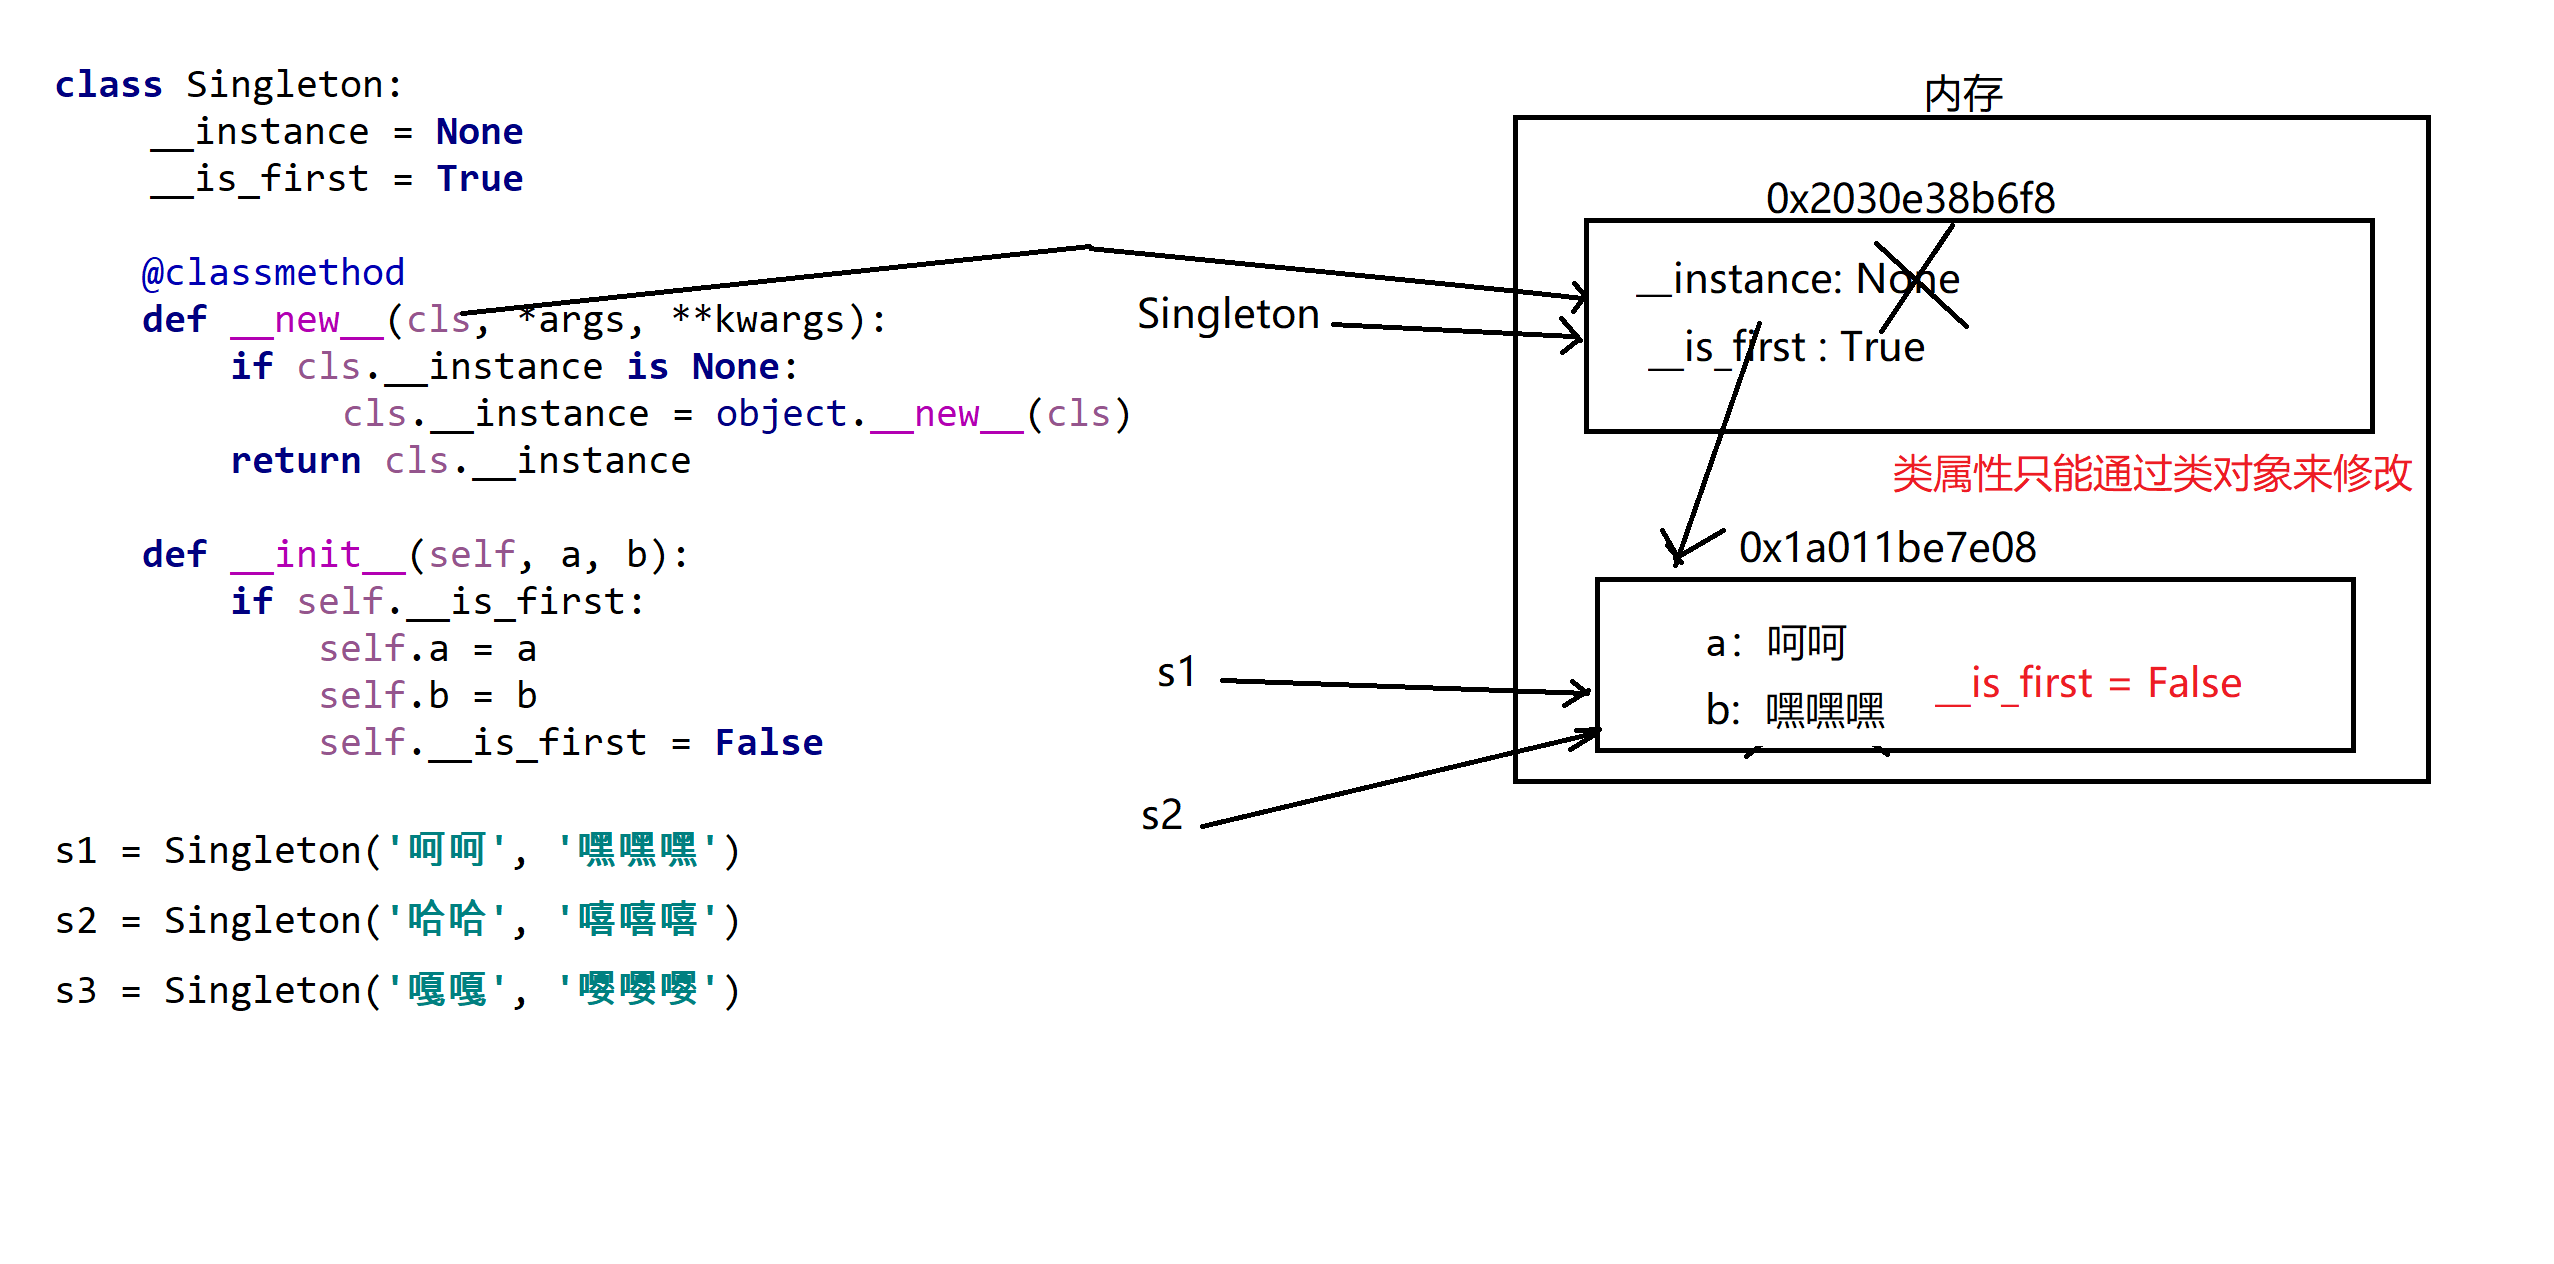 class Singleton:
__instance = None
__is_first = True
@classmethod
def __new__(cls, *args, **kwargs):
if cls.__instance is None:
cls.__instance = object.__new__(cls)
return cls.__instance
def __init__(self, a, b):
if self.__is_first:
self.a = a
self.b = b
self.__is_first = False
s1 = Singleton('呵呵', '嘿嘿嘿')
s2 = Singleton('哈哈', '嘻嘻嘻')
s3 = Singleton('嘎嘎', '嘤嘤嘤')
内存
0x2030e38b6f8
Singleton
__instance: None
__is_first : True
类属性只能通过类对象来修改
0x1a011be7e08
s1
a：呵呵
b: 嘿嘿嘿
__is_first = False
s2